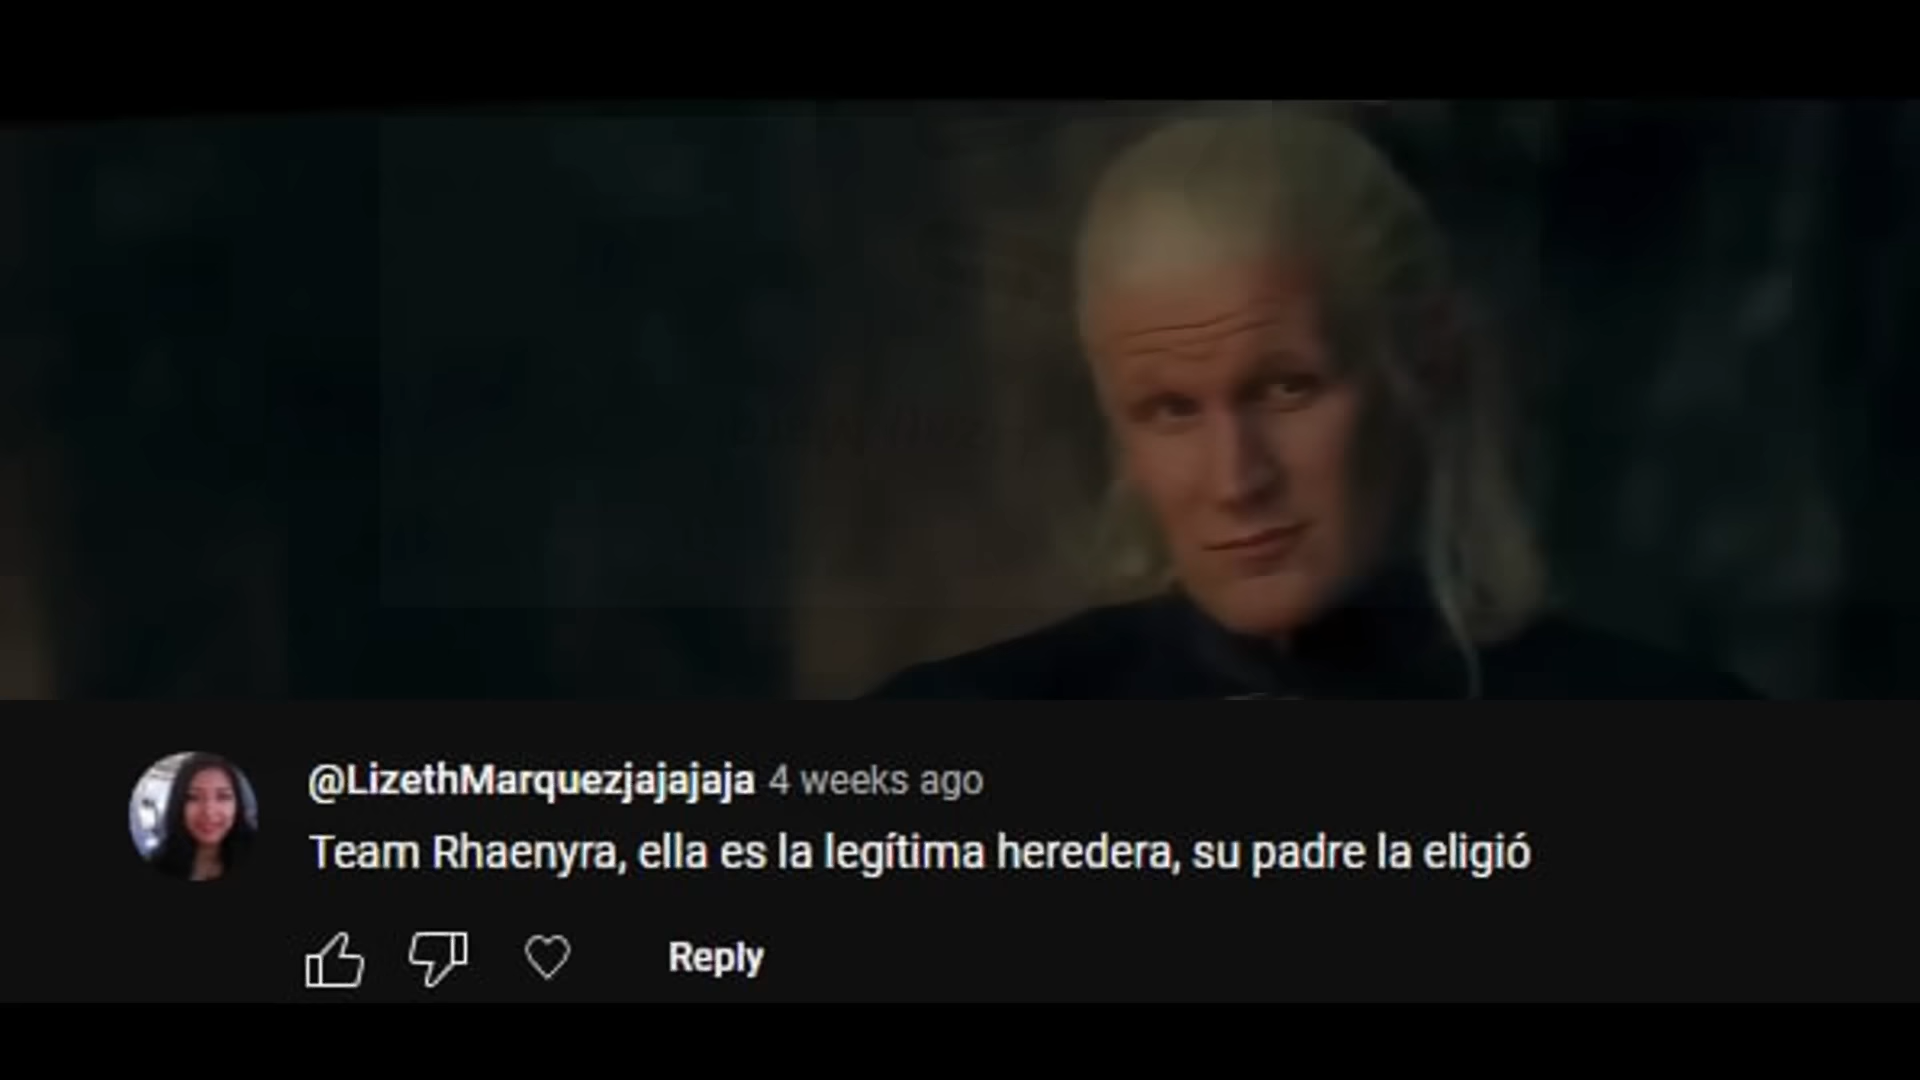 @LizethMarquezjajajaja 4 weeks ago
Team Rhaenyra, ella es la legítima heredera, su padre la eligió
Reply